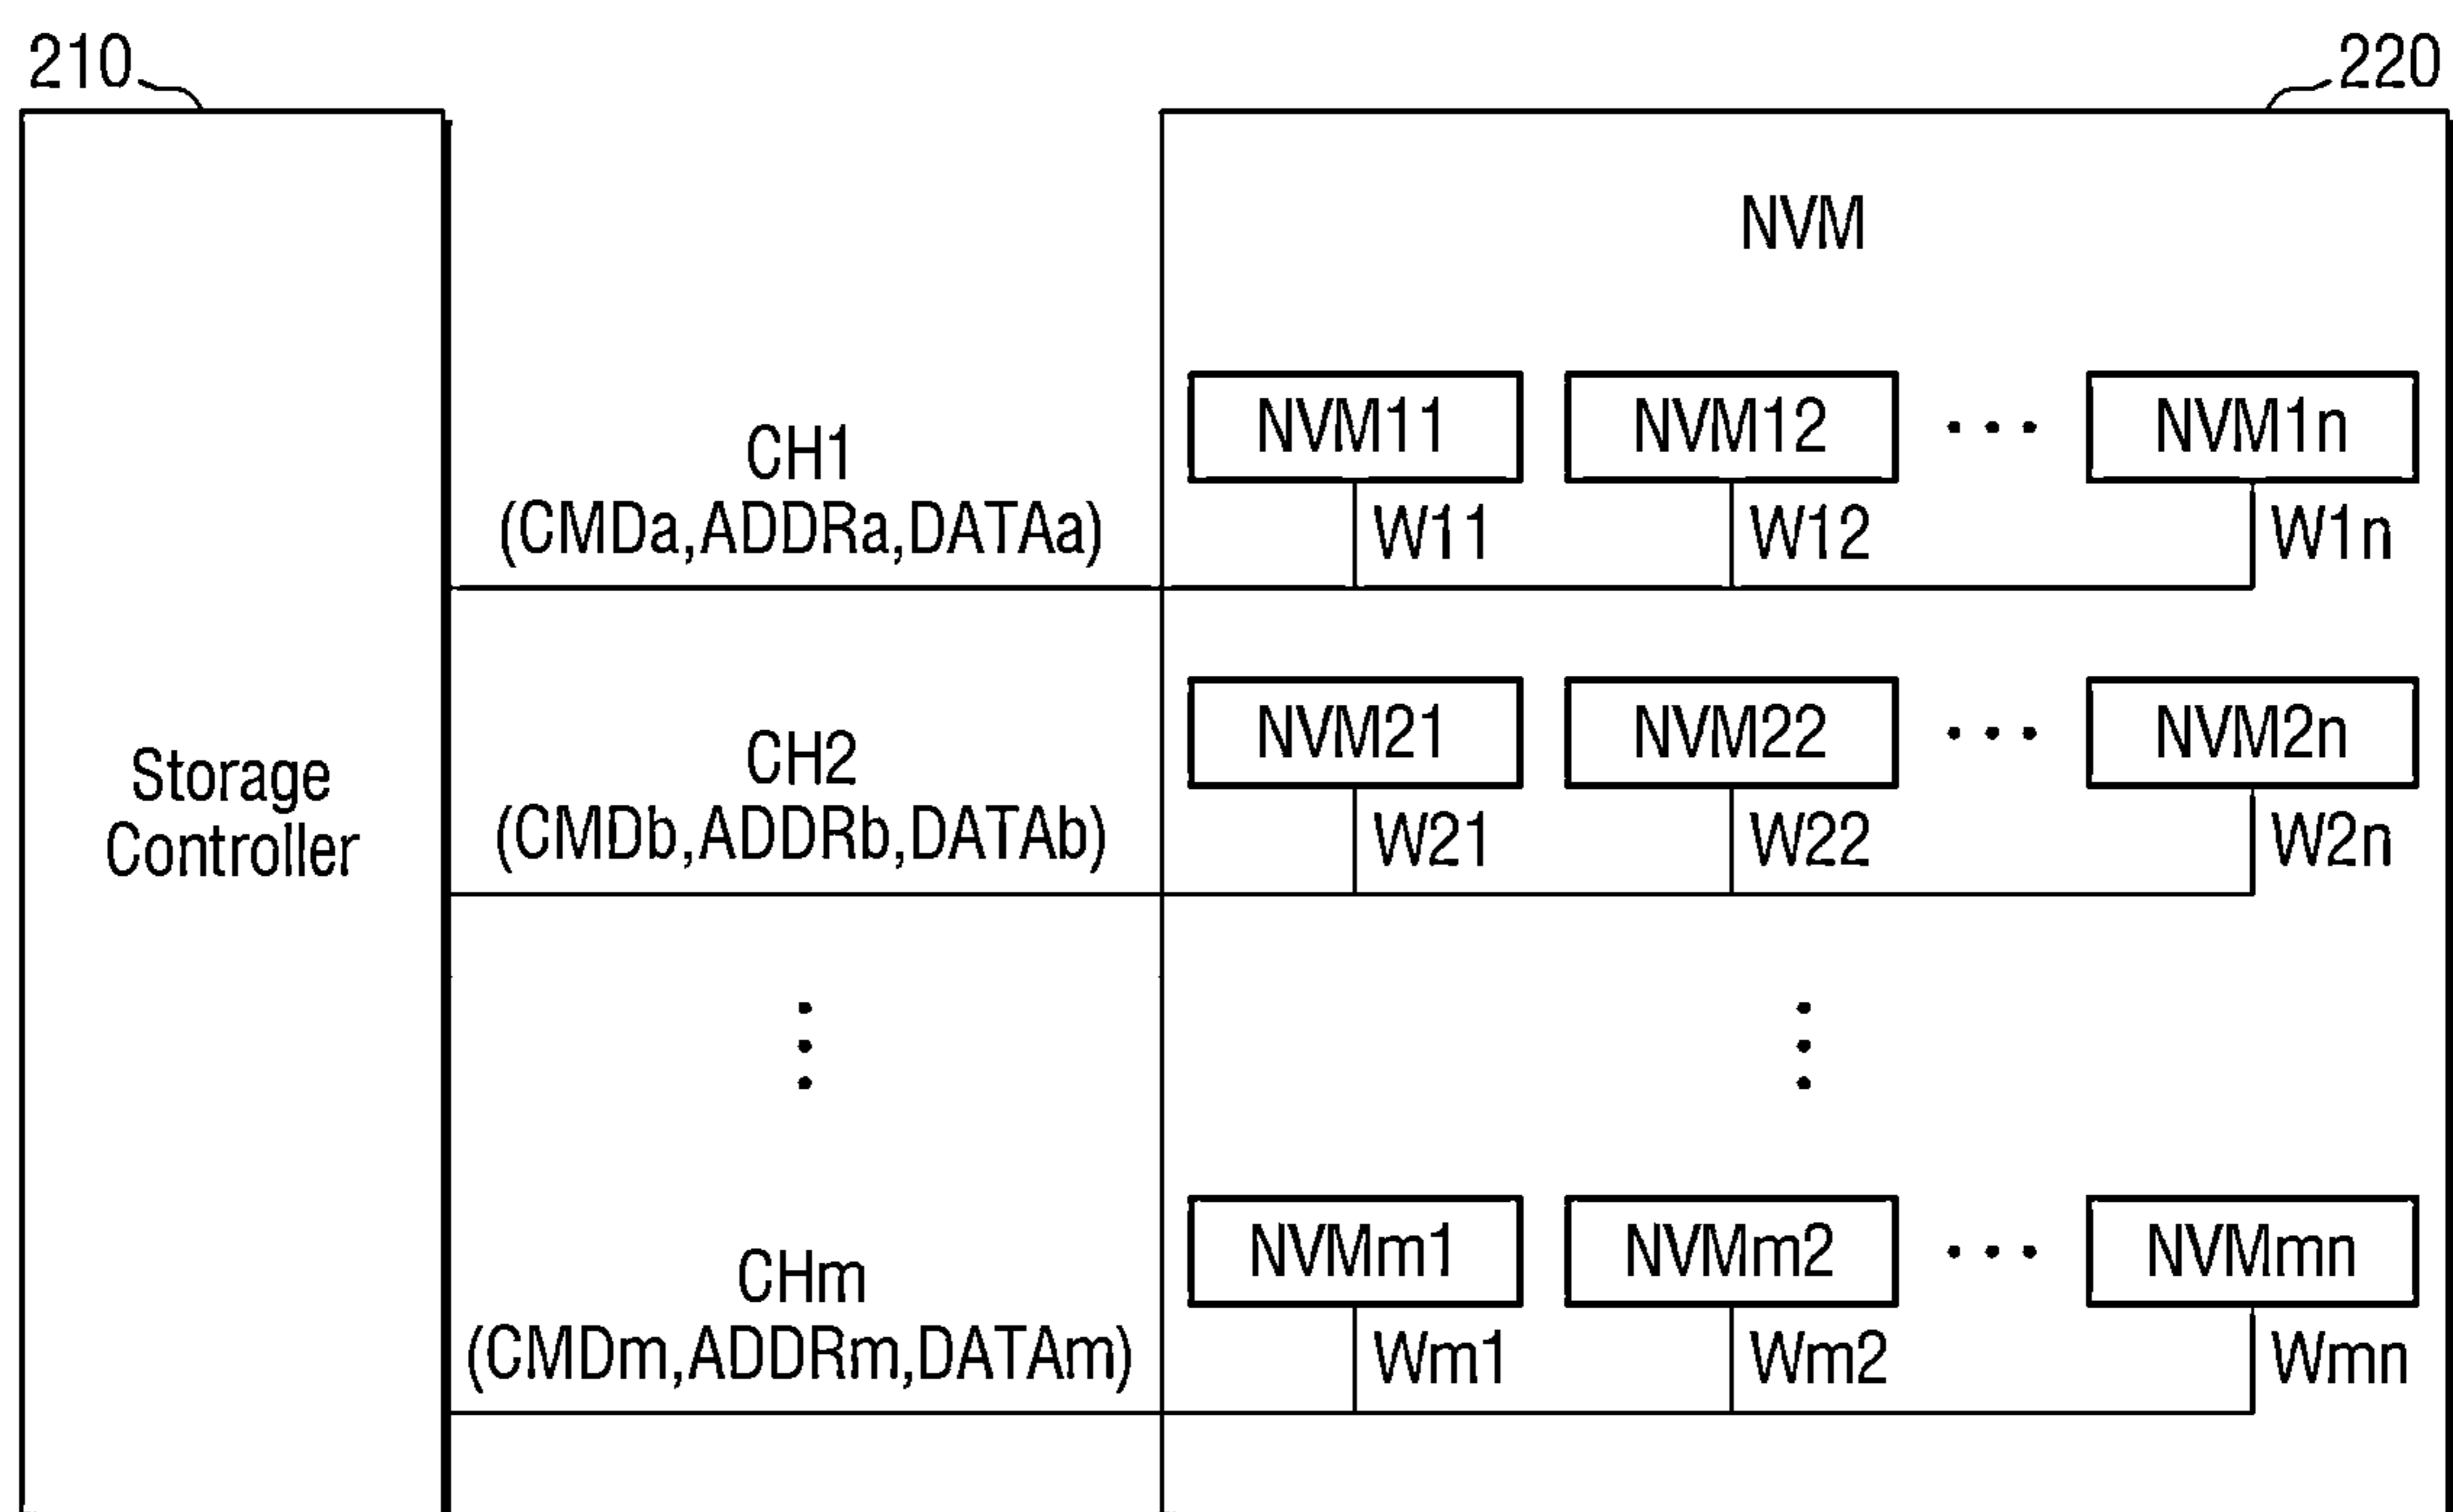 210
220
NVM
CH1
(CMDa,ADDRa,DATAa)
NVM11 NVM12 ... NVM1n
W11 W12 W1n
Storage
Controller
CH2
(CMDb,ADDRb,DATAb)
NVM21 NVM22 ... NVM2n
W21 W22 W2n
CHm
(CMDm,ADDRm,DATAm)
NVMm1 NVMm2 ... NVMmn
Wm1 Wm2 Wmn